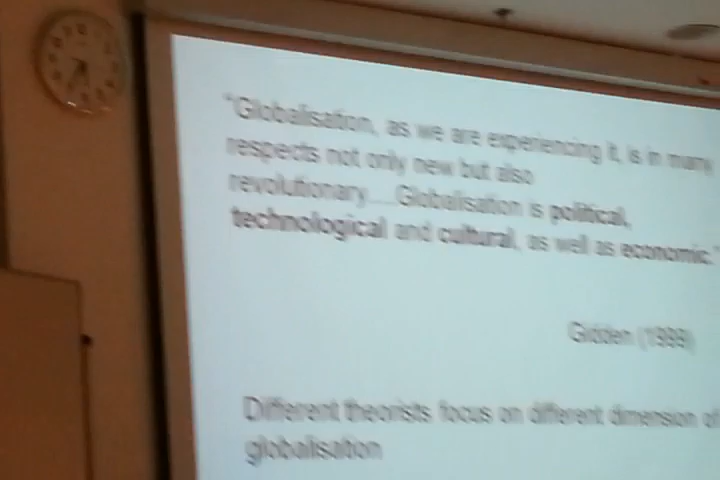 "Globalisation, as we are experiencing it, is in many
respects not only new but also
revolutionary....Globalisation is political,
technological and cultural, as well as economic."
Gidden (1999)
Different theorists focus on different dimension of
globalisation